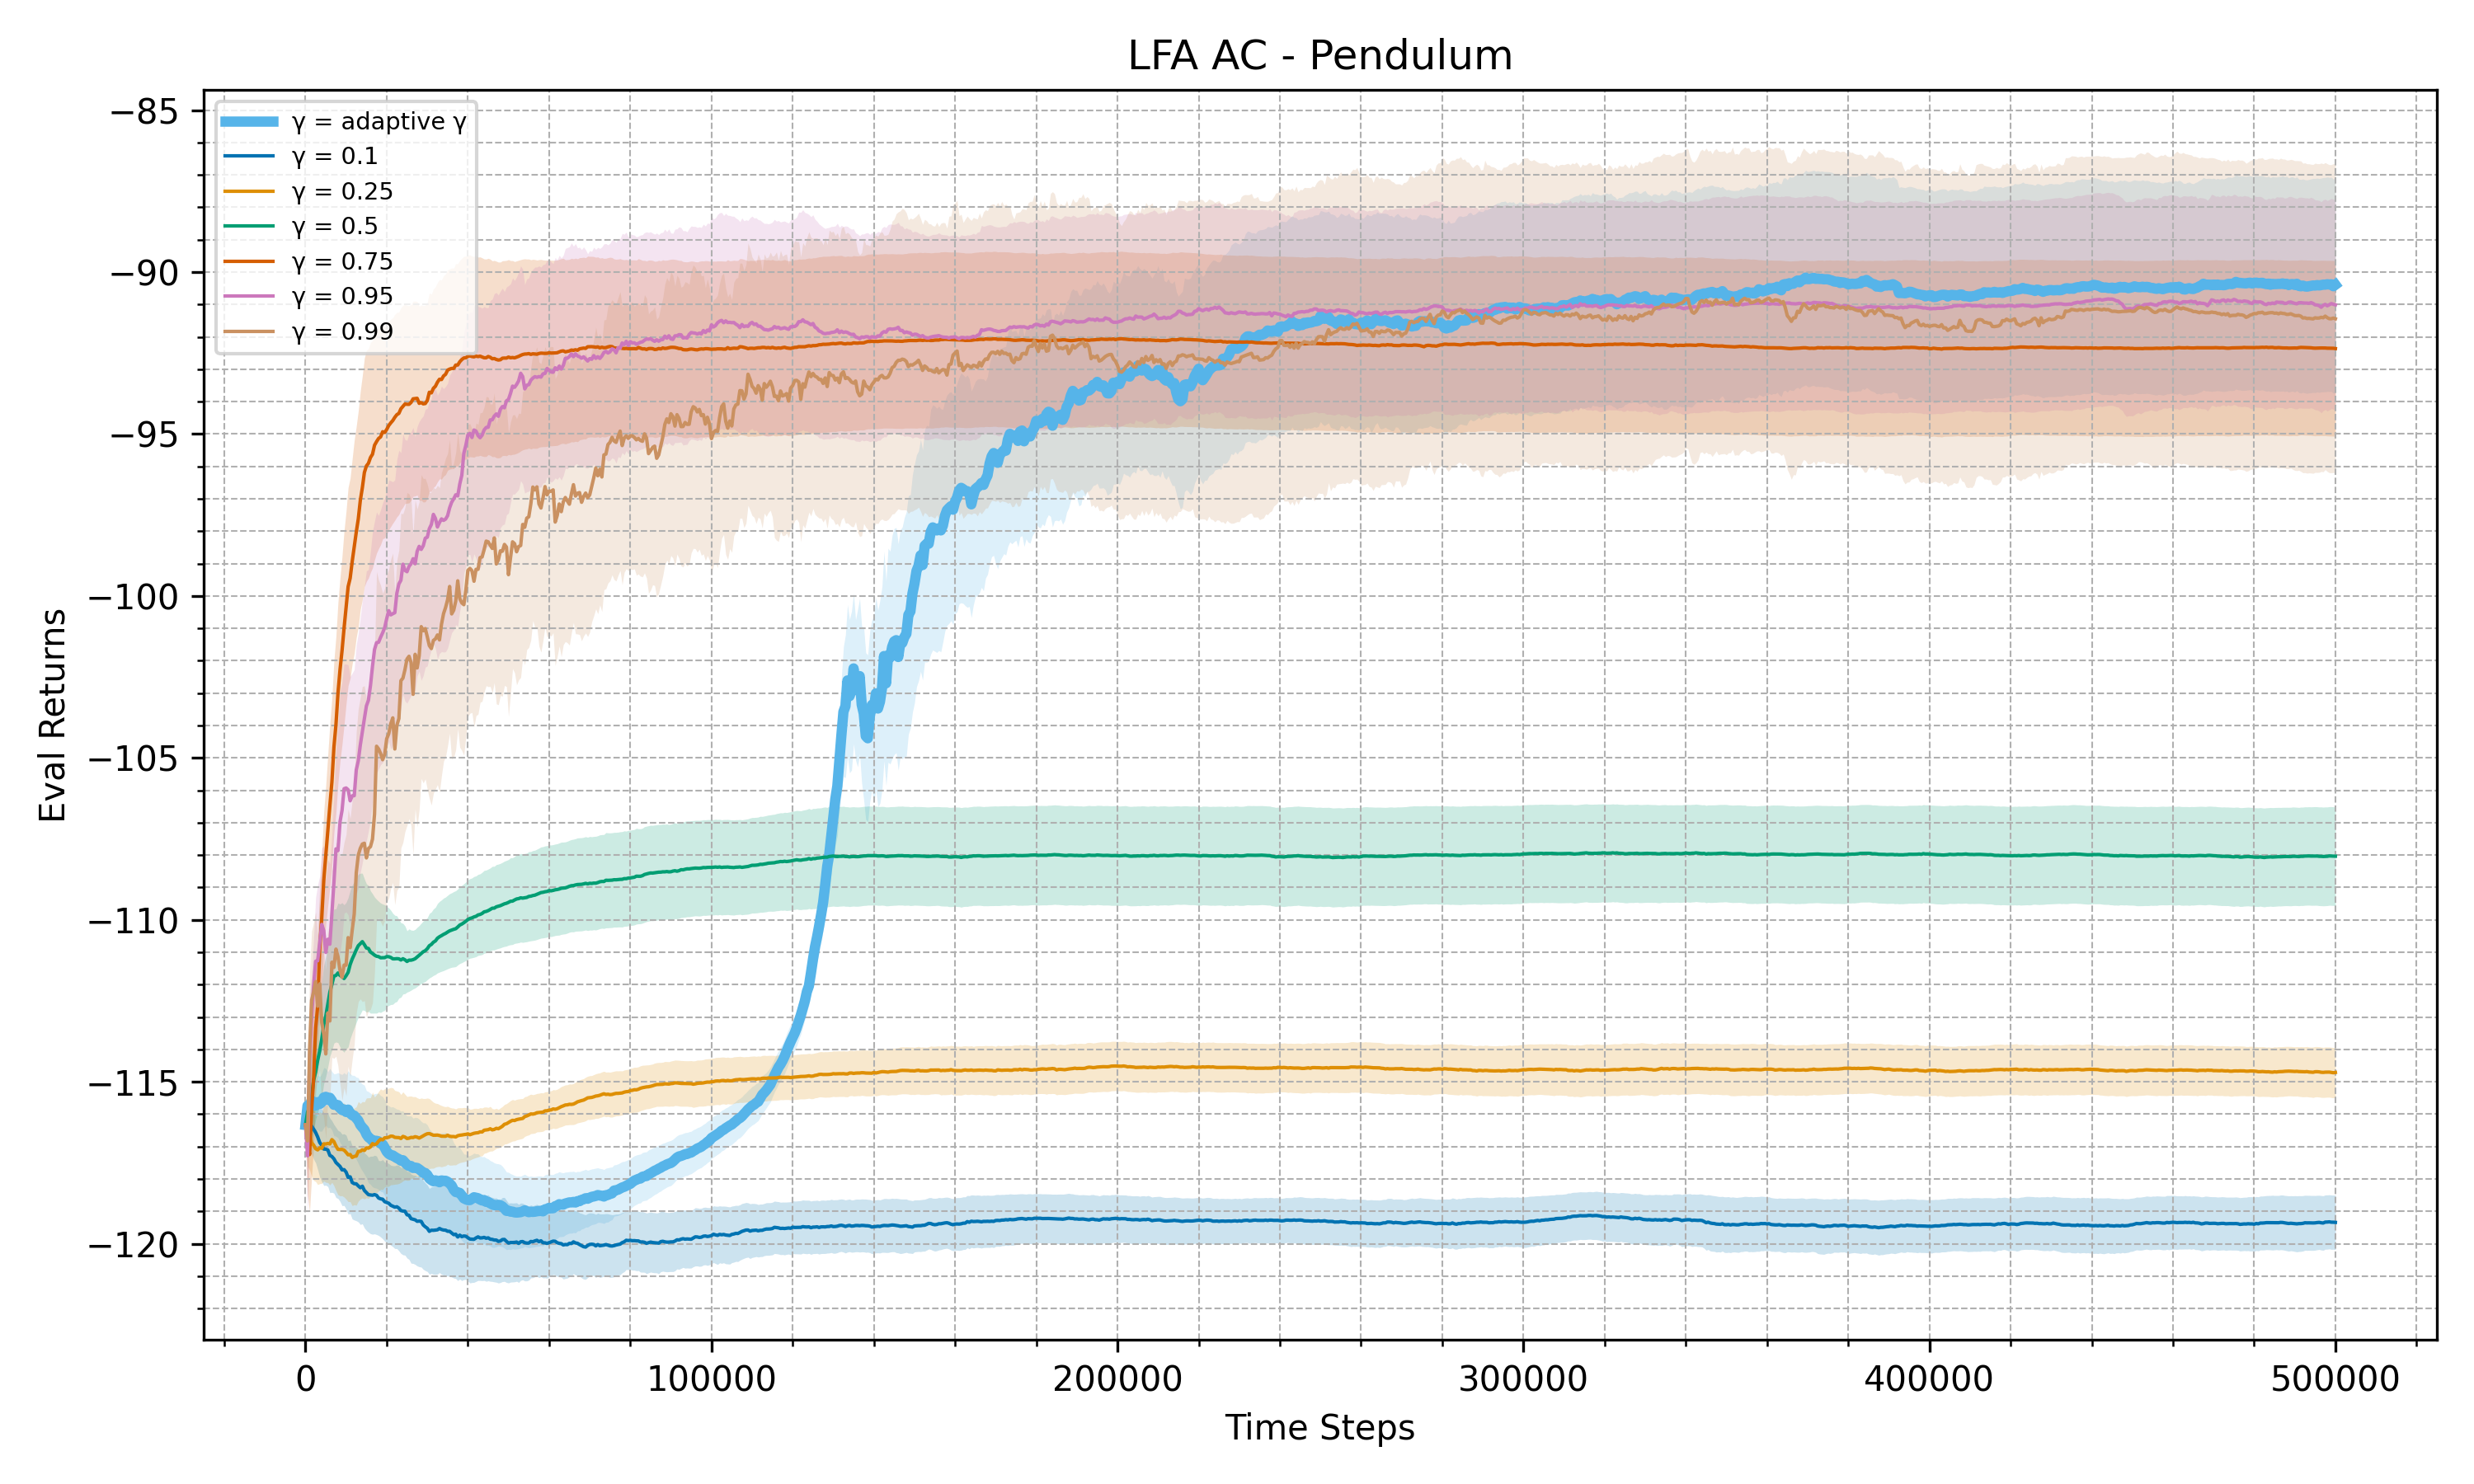 LFA AC - Pendulum
γ = adaptive γ
γ = 0.1
γ = 0.25
γ = 0.5
γ = 0.75
γ = 0.95
γ = 0.99
Eval Returns
−85
−90
−95
−100
−105
−110
−115
−120
0 100000 200000 300000 400000 500000
Time Steps